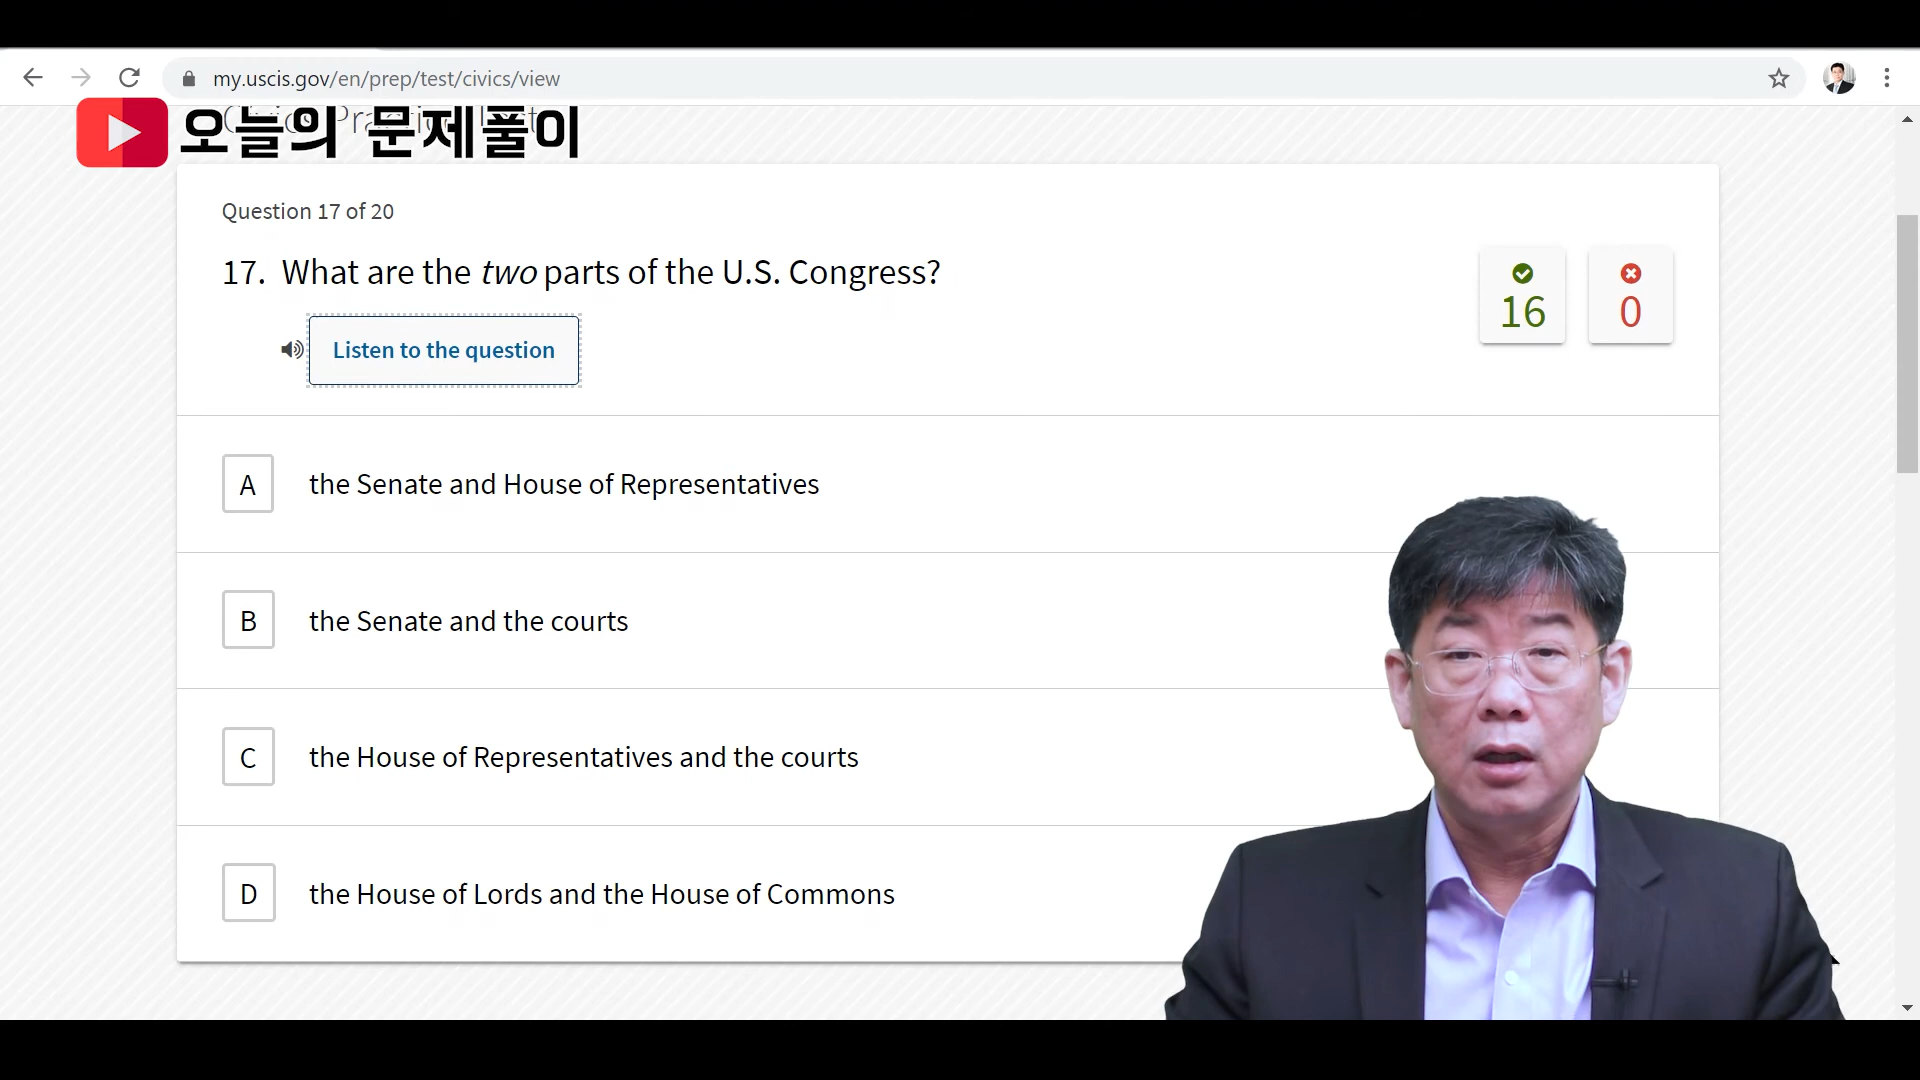 my.uscis.gov/en/prep/test/civics/view
오늘의 문제풀이
Question 17 of 20
17. What are the two parts of the U.S. Congress?
16
0
Listen to the question
A the Senate and House of Representatives
B the Senate and the courts
C the House of Representatives and the courts
D the House of Lords and the House of Commons